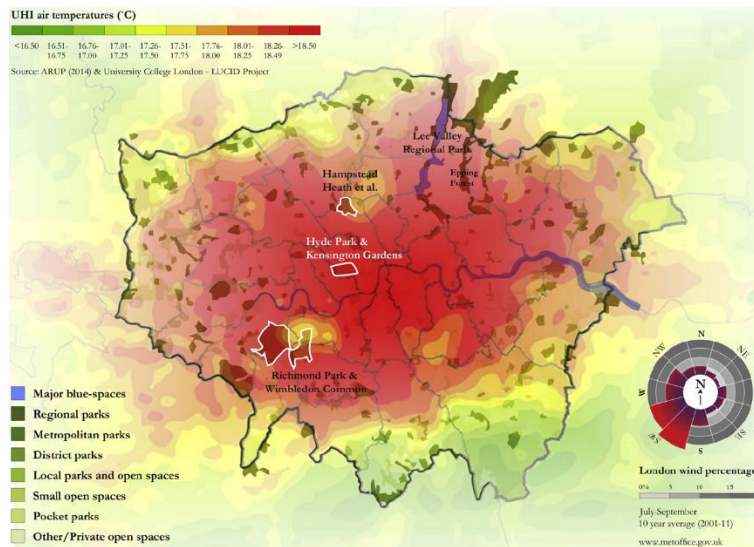 UHI air temperatures (°C)
<16.50 16.51- 16.76- 17.01- 17.26- 17.51- 17.76- 18.01- 18.26- >18.50
16.75 17.00 17.25 17.50 17.75 18.00 18.25 18.49
Source: ARUP (2014) & University College London - LUCID Project
Lee Valley
Regional Park
Epping
Forest
Hampstead
Heath et al.
Hyde Park &
Kensington Gardens
Richmond Park &
Wimbledon Common
Major blue-spaces
Regional parks
Metropolitan parks
District parks
Local parks and open spaces
Small open spaces
Pocket parks
Other/Private open spaces
N
NW
NE
W
N
E
SW
SE
S
London wind percentage
0% 5 10 15
July-September
10 year average (2001-11)
www.metoffice.gov.uk